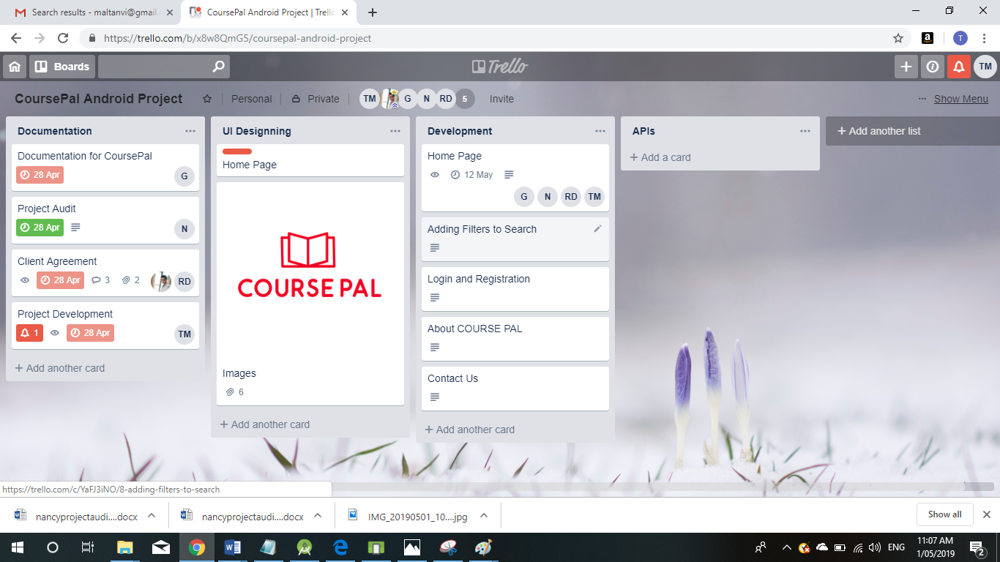 Search results - maltanvi@gmail.
CoursePal Android Project | Trello
https://trello.com/b/x8w8QmG5/coursepal-android-project
T
Boards
Trello
TM
CoursePal Android Project
Personal
Private
TM
G
N
RD
5
Invite
... Show Menu
Documentation
Documentation for CoursePal
28 Apr
G
Project Audit
28 Apr
N
Client Agreement
28 Apr
3
2
RD
Project Development
1
28 Apr
TM
+ Add another card
UI Designning
Home Page
COURSE PAL
Images
6
+ Add another card
Development
Home Page
12 May
G
N
RD
TM
Adding Filters to Search
Login and Registration
About COURSE PAL
Contact Us
+ Add another card
APIs
+ Add a card
+ Add another list
https://trello.com/c/YaFJ3iNO/8-adding-filters-to-search
nancyprojectaudi....docx
nancyprojectaudi....docx
IMG_20190501_10....jpg
Show all
ENG
11:07 AM
1/05/2019
2